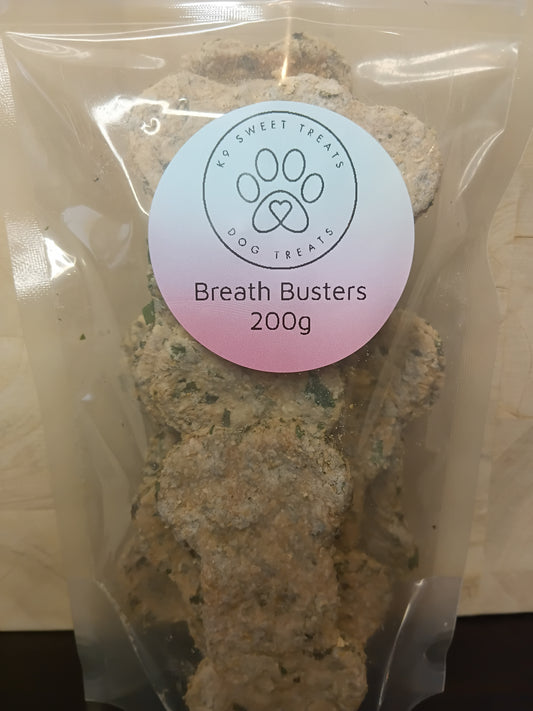 K9 SWEET TREATS
DOG TREATS
Breath Busters
200g